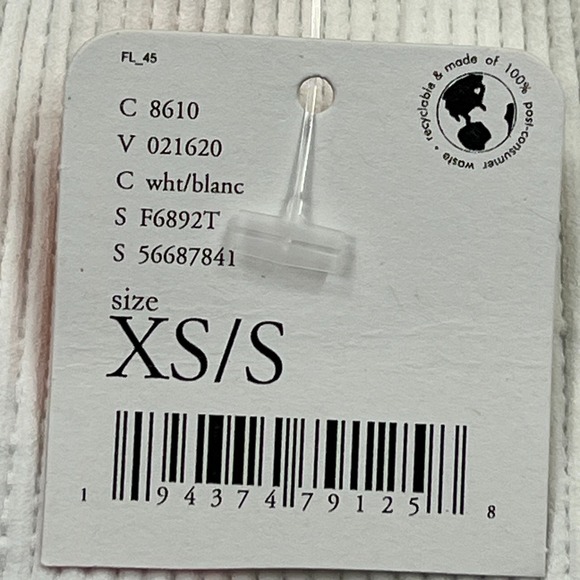 FL_45
C 8610
V 021620
C wht/blanc
S F6892T
S 56687841
size
XS/S
1 94374 79125 8
recyclable & made of 100% post-consumer waste •